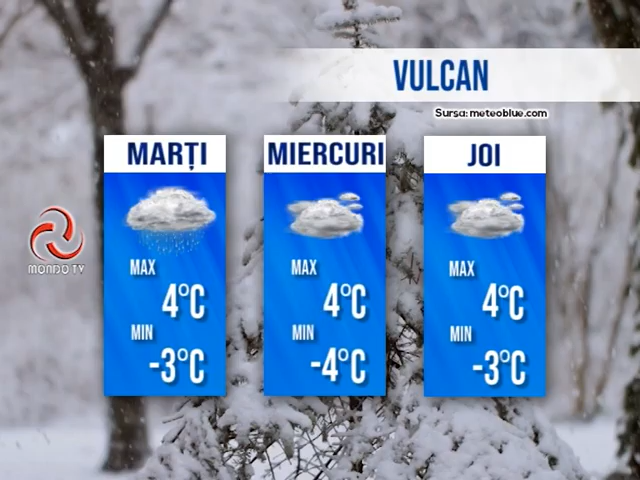 VULCAN
Sursa: meteoblue.com
MARȚI
MIERCURI
JOI
MAX
4°C
MIN
-3°C
MAX
4°C
MIN
-4°C
MAX
4°C
MIN
-3°C
MONDO TV